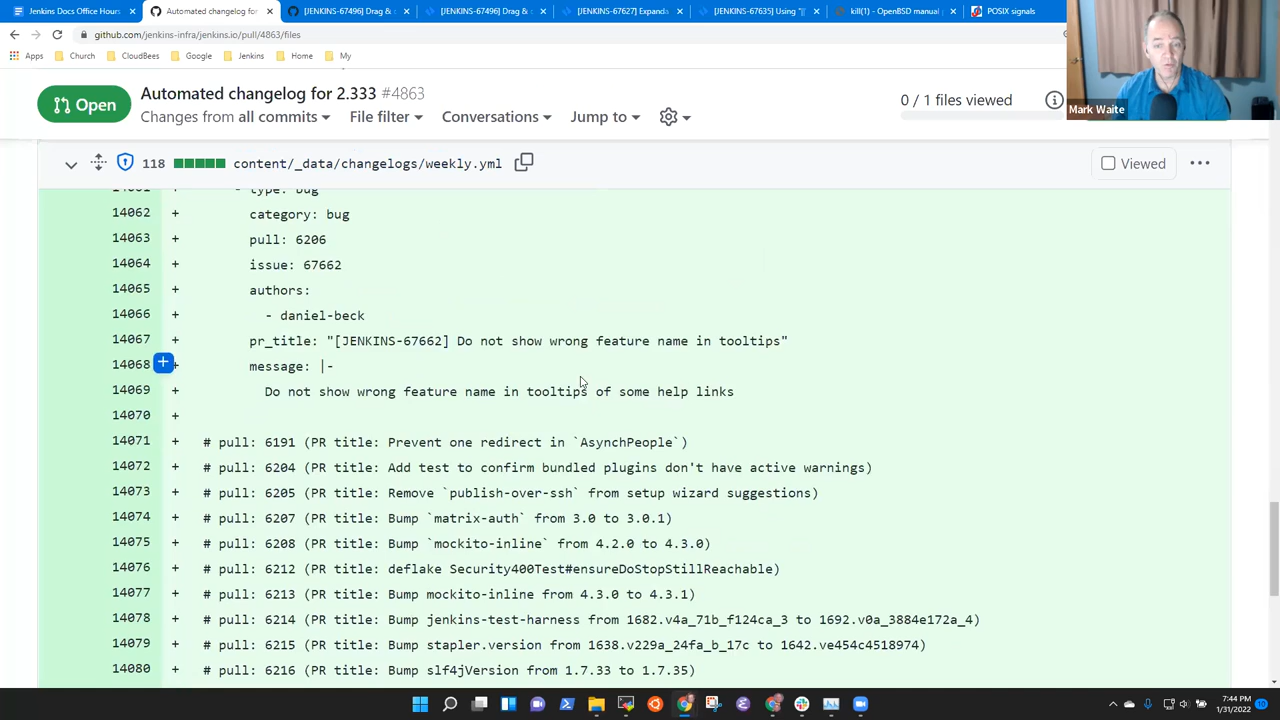 Jenkins Docs Office Hours
Automated changelog for 2.333
[JENKINS-67496] Drag &
[JENKINS-67496] Drag &
[JENKINS-67627] Expanda
[JENKINS-67635] Using "[
kill(1) - OpenBSD manual
POSIX signals
github.com/jenkins-infra/jenkins.io/pull/4863/files
Apps
Church
CloudBees
Google
Jenkins
Home
My
Open
Automated changelog for 2.333 #4863
Changes from all commits
File filter
Conversations
Jump to
0 / 1 files viewed
Mark Waite
118 content/_data/changelogs/weekly.yml
Viewed
14061 + - type: bug
14062 + category: bug
14063 + pull: 6206
14064 + issue: 67662
14065 + authors:
14066 + - daniel-beck
14067 + pr_title: "[JENKINS-67662] Do not show wrong feature name in tooltips"
14068 + message: |-
14069 + Do not show wrong feature name in tooltips of some help links
14070 +
14071 + # pull: 6191 (PR title: Prevent one redirect in `AsynchPeople`)
14072 + # pull: 6204 (PR title: Add test to confirm bundled plugins don't have active warnings)
14073 + # pull: 6205 (PR title: Remove `publish-over-ssh` from setup wizard suggestions)
14074 + # pull: 6207 (PR title: Bump `matrix-auth` from 3.0 to 3.0.1)
14075 + # pull: 6208 (PR title: Bump `mockito-inline` from 4.2.0 to 4.3.0)
14076 + # pull: 6212 (PR title: deflake Security400Test#ensureDoStopStillReachable)
14077 + # pull: 6213 (PR title: Bump mockito-inline from 4.3.0 to 4.3.1)
14078 + # pull: 6214 (PR title: Bump jenkins-test-harness from 1682.v4a_71b_f124ca_3 to 1692.v0a_3884e172a_4)
14079 + # pull: 6215 (PR title: Bump stapler.version from 1638.v229a_24fa_b_17c to 1642.ve454c4518974)
14080 + # pull: 6216 (PR title: Bump slf4jVersion from 1.7.33 to 1.7.35)
7:44 PM
1/31/2022